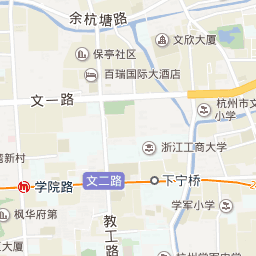 余杭塘路
文欣大厦
保亭社区
百瑞国际大酒店
文一路
杭州市文
小学
浙江工商大学
湾新村
学院路
文二路
下宁桥
枫华府第
教工路
学军小学
大厦